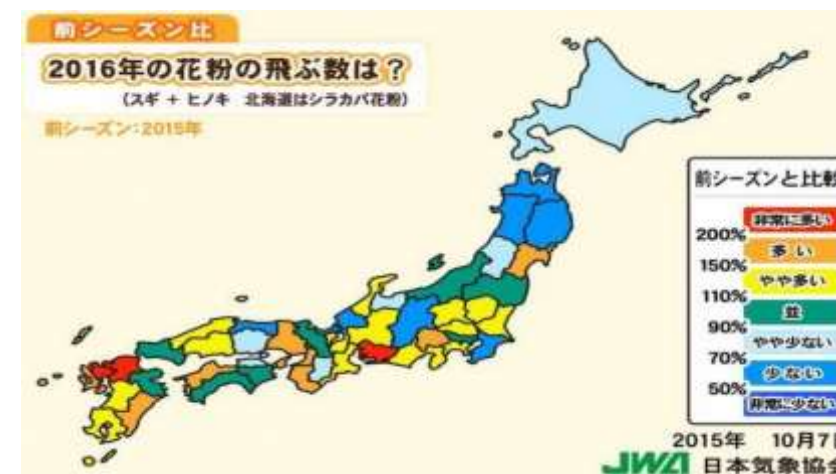 前シーズン比
2016年の花粉の飛ぶ数は？
(スギ + ヒノキ 北海道はシラカバ花粉)
前シーズン:2015年
前シーズンと比較
非常に多い
200%
多い
150%
やや多い
110%
並
90%
やや少ない
70%
少ない
50%
非常に少ない
2015年 10月7日
JWA 日本気象協会